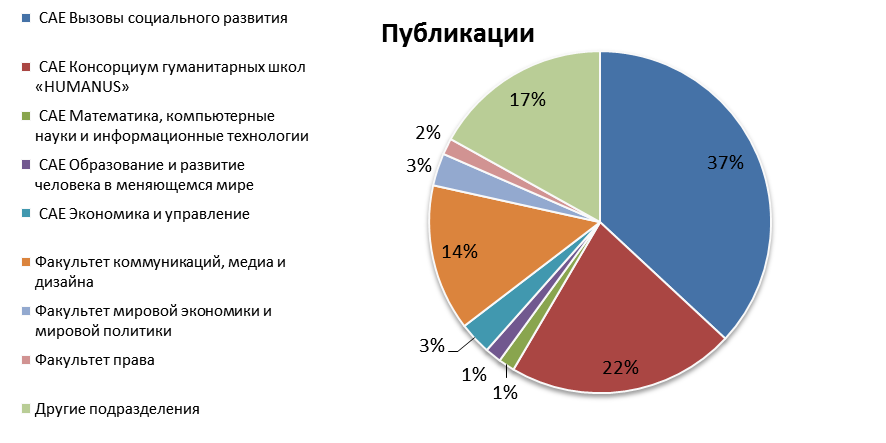 САЕ Вызовы социального развития
САЕ Консорциум гуманитарных школ
«HUMANUS»
САЕ Математика, компьютерные
науки и информационные технологии
САЕ Образование и развитие
человека в меняющемся мире
САЕ Экономика и управление
Факультет коммуникаций, медиа и
дизайна
Факультет мировой экономики и
мировой политики
Факультет права
Другие подразделения
Публикации
37%
22%
1%
1%
3%
14%
3%
2%
17%